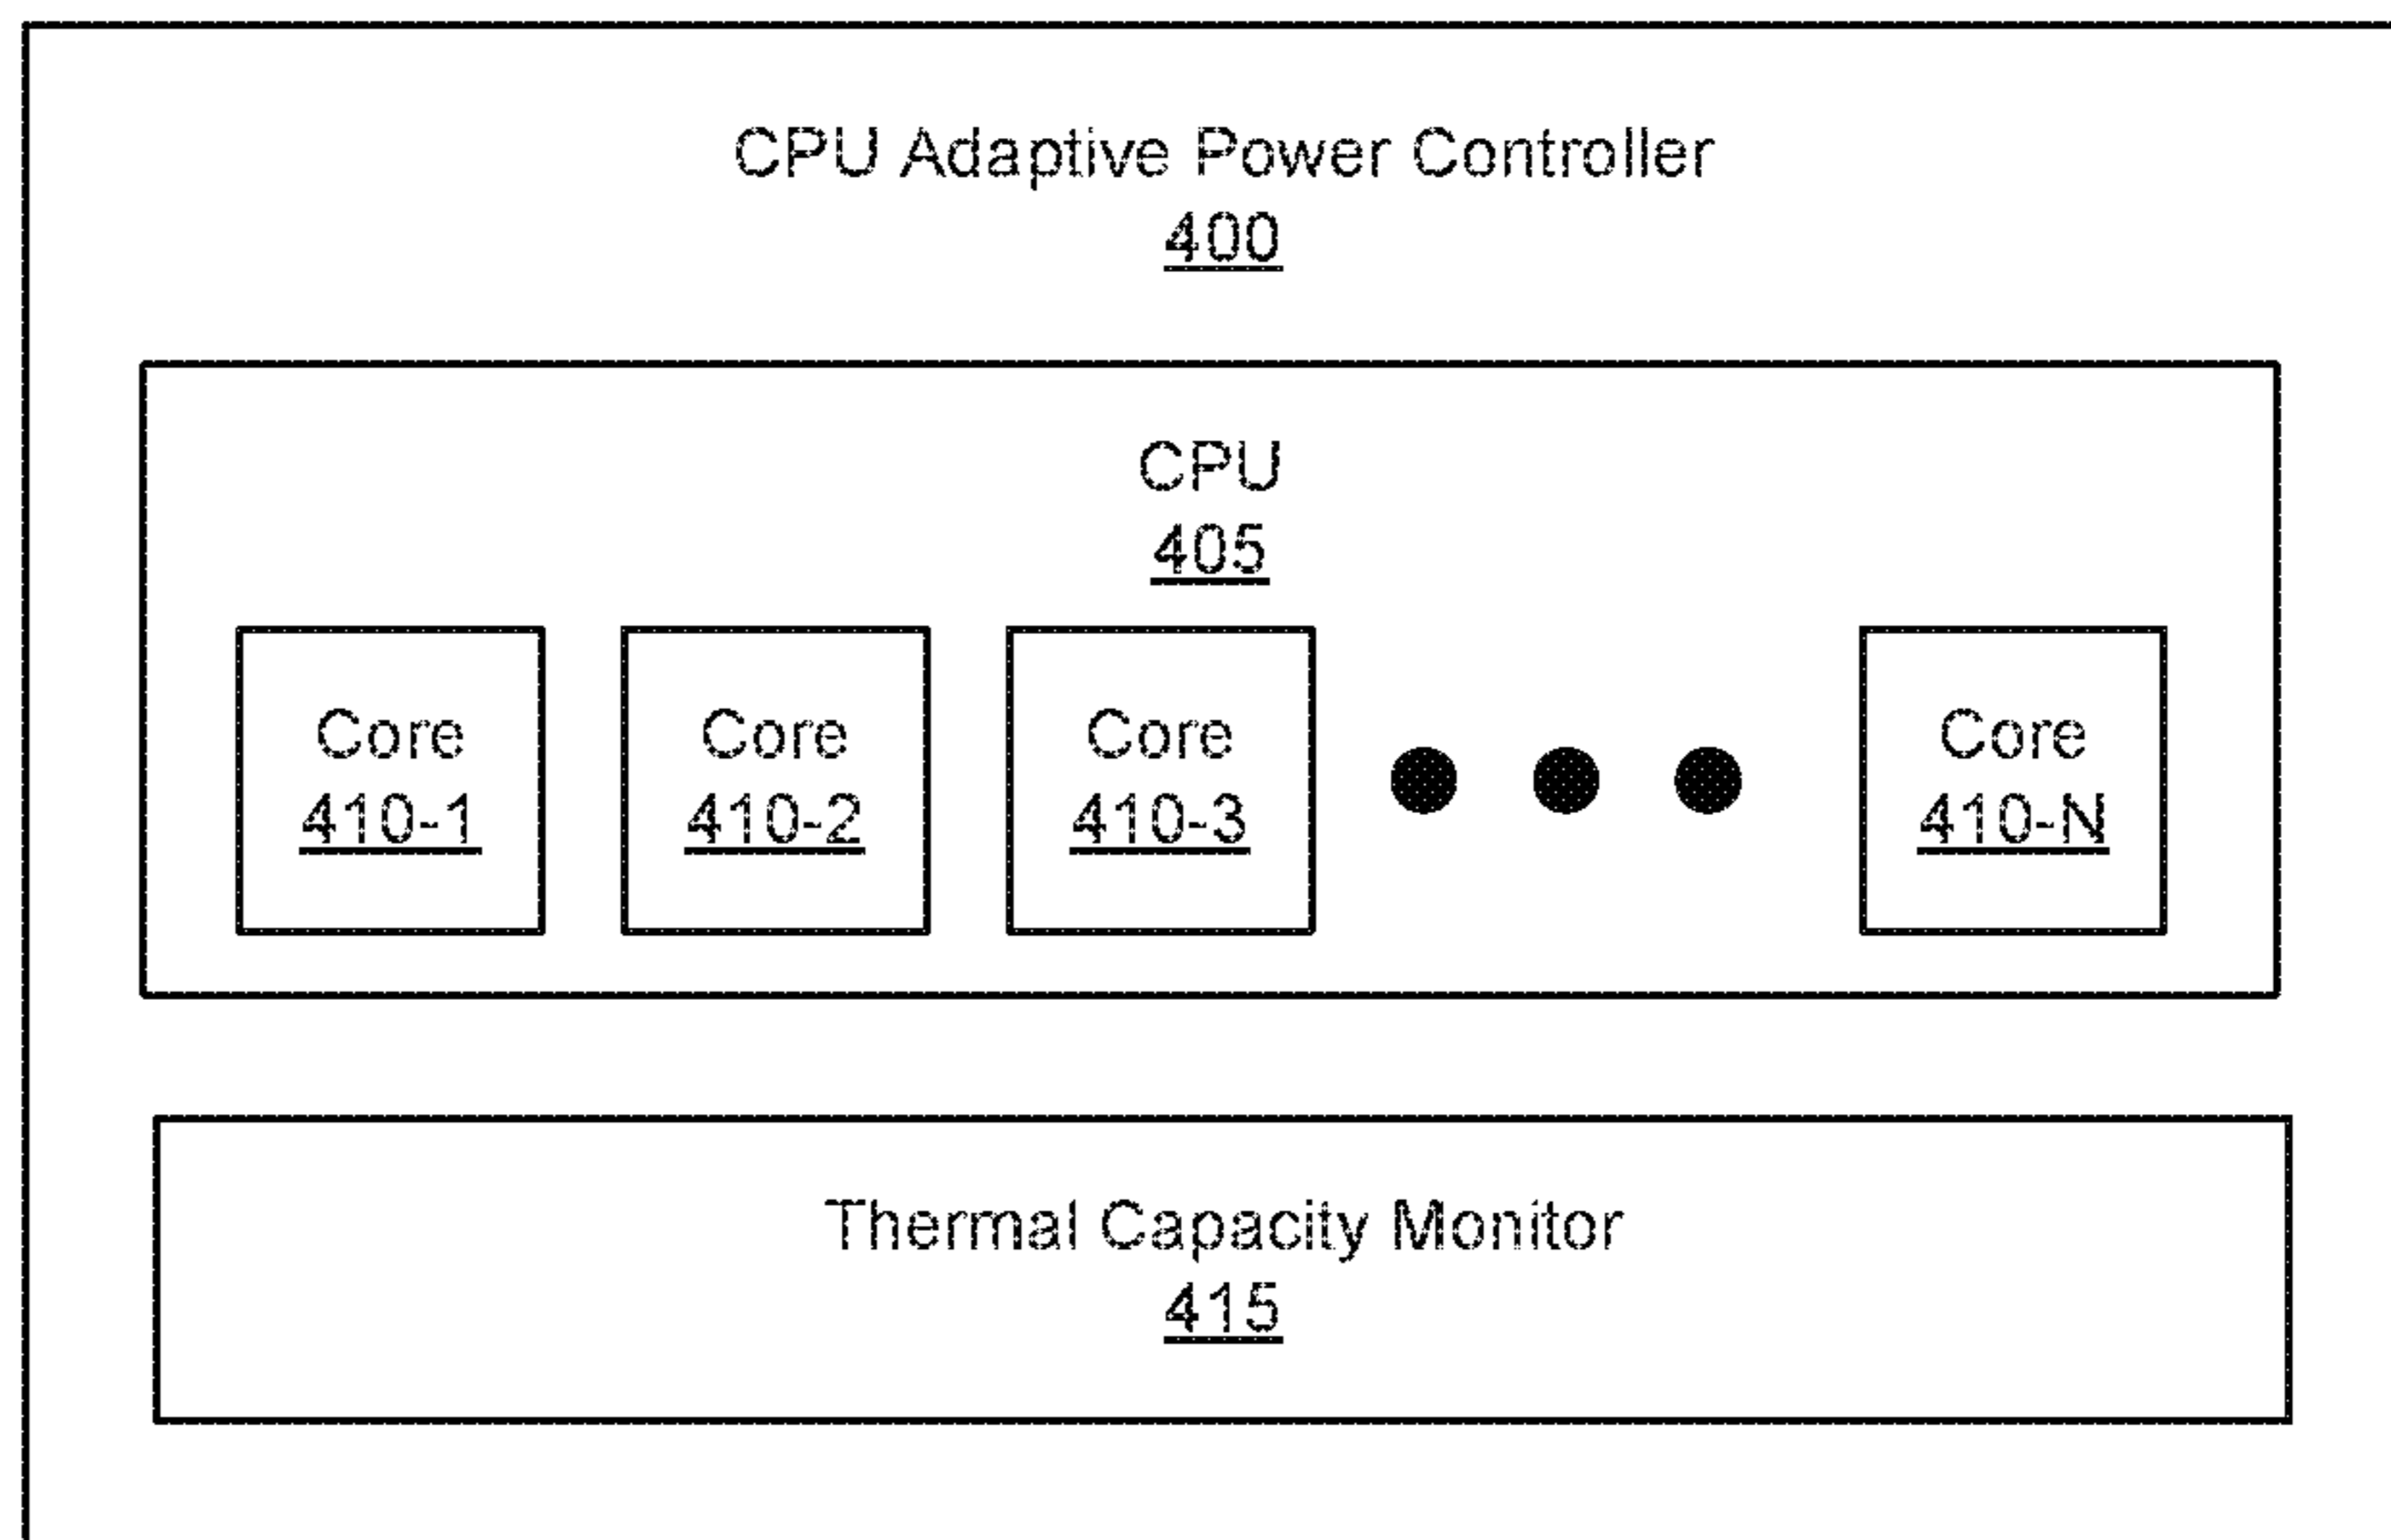 CPU Adaptive Power Controller
400
CPU
405
Core
410-1
Core
410-2
Core
410-3
Core
410-N
Thermal Capacity Monitor
415